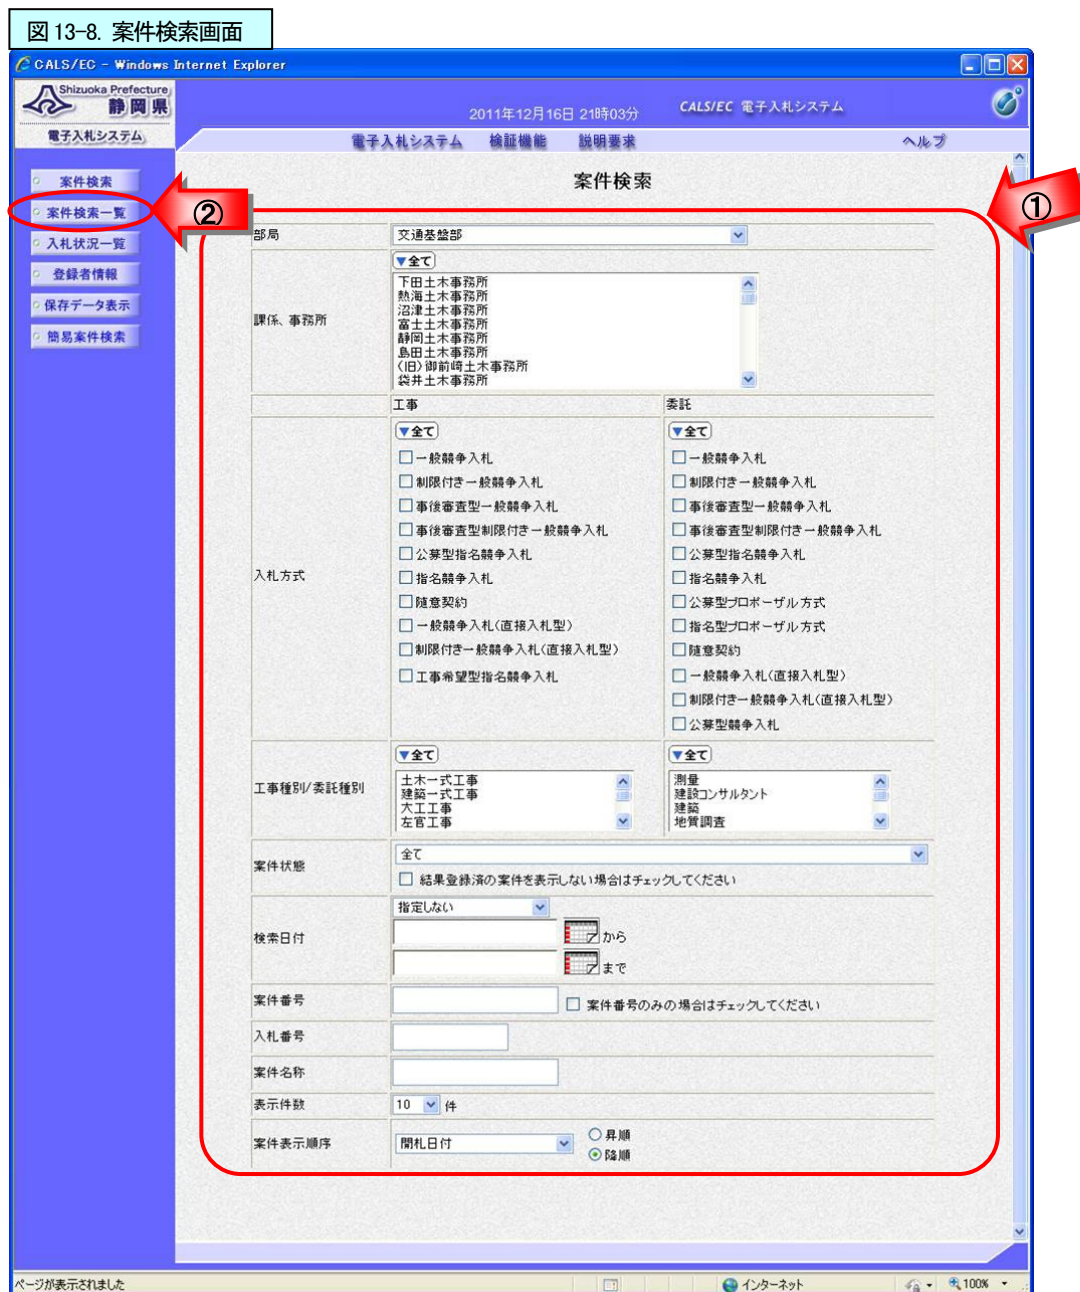 図 13-8. 案件検索画面
CALS/EC - Windows Internet Explorer
Shizuoka Prefecture
静岡県
電子入札システム
2011年12月16日 21時03分
CALS/EC 電子入札システム
電子入札システム 検証機能 説明要求 ヘルプ
案件検索
案件検索一覧
入札状況一覧
登録者情報
保存データ表示
簡易案件検索
②
①
案件検索
部局 交通基盤部
▼全て
課係、事務所
下田土木事務所
熱海土木事務所
沼津土木事務所
富士土木事務所
静岡土木事務所
島田土木事務所
(旧)御前崎土木事務所
袋井土木事務所
工事 委託
入札方式
▼全て
一般競争入札
制限付き一般競争入札
事後審査型一般競争入札
事後審査型制限付き一般競争入札
公募型指名競争入札
指名競争入札
随意契約
一般競争入札(直接入札型)
制限付き一般競争入札(直接入札型)
工事希望型指名競争入札
▼全て
一般競争入札
制限付き一般競争入札
事後審査型一般競争入札
事後審査型制限付き一般競争入札
公募型指名競争入札
指名競争入札
公募型プロポーザル方式
指名型プロポーザル方式
随意契約
一般競争入札(直接入札型)
制限付き一般競争入札(直接入札型)
公募型競争入札
工事種別/委託種別
▼全て
土木一式工事
建築一式工事
大工工事
左官工事
▼全て
測量
建設コンサルタント
建築
地質調査
案件状態
全て
結果登録済の案件を表示しない場合はチェックしてください
検索日付
指定しない
から
まで
案件番号 案件番号のみの場合はチェックしてください
入札番号
案件名称
表示件数 10 件
案件表示順序 開札日付
昇順
降順
ページが表示されました
インターネット
100%